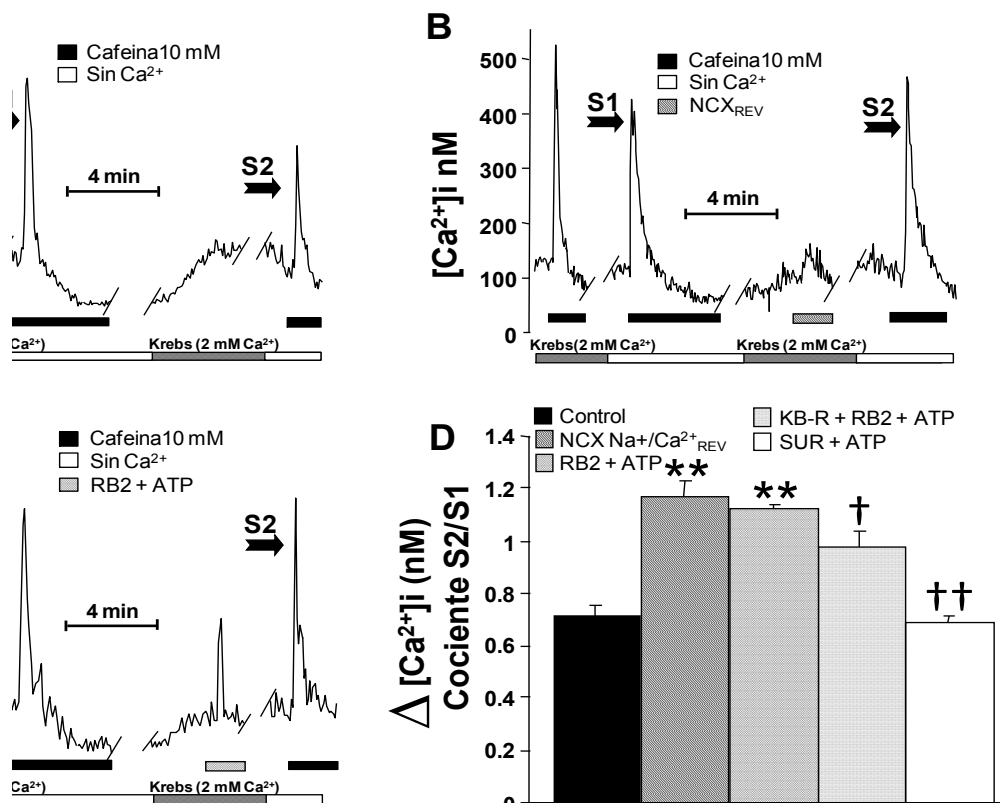 Cafeina10 mM
Sin Ca²⁺
4 min
S2
Ca²⁺)
Krebs (2 mM Ca²⁺)
B
[Ca²⁺]i nM
500
400
300
200
100
0
Cafeina10 mM
Sin Ca²⁺
NCX_REV
S1
S2
4 min
Krebs(2 mM Ca²⁺)
Krebs (2 mM Ca²⁺)
Cafeina10 mM
Sin Ca²⁺
RB2 + ATP
S2
4 min
Ca²⁺)
Krebs (2 mM Ca²⁺)
D
Control
NCX Na+/Ca²⁺_REV
RB2 + ATP
KB-R + RB2 + ATP
SUR + ATP
Δ [Ca²⁺]i (nM)
Cociente S2/S1
1.4
1.2
1
0.8
0.6
0.4
0.2
0
**
**
†
††